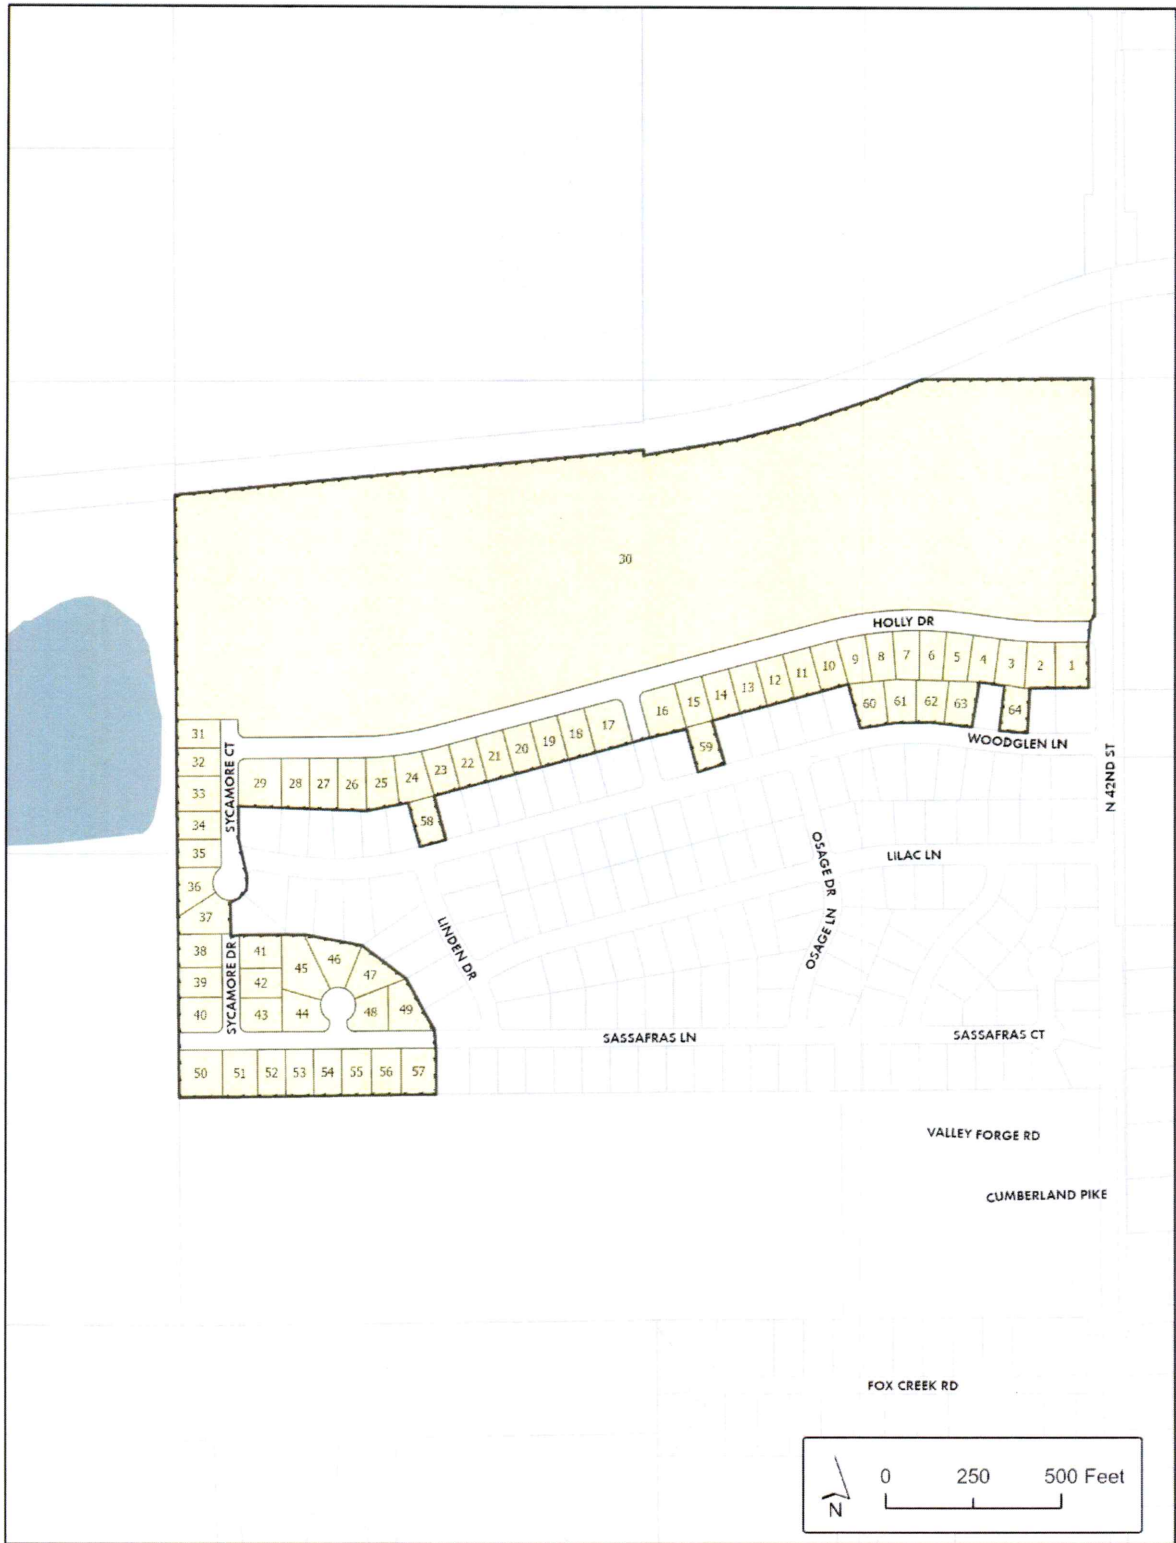 30
HOLLY DR
9 8 7 6 5 4 3 2 1
16 15 14 13 12 11 10
60 61 62 63 64
31
17
WOODGLEN LN
32
SYCAMORE CT
29 28 27 26 25 24 23 22 21 20 19 18
59
N 42ND ST
33
34
58
35
OSAGE DR
LILAC LN
36
37
LINDEN DR
OSAGE LN
38
SYCAMORE DR
41
45
46
47
39
42
40
43
44
48
49
SASSAFRAS LN
SASSAFRAS CT
50 51 52 53 54 55 56 57
VALLEY FORGE RD
CUMBERLAND PIKE
FOX CREEK RD
N
0 250 500 Feet